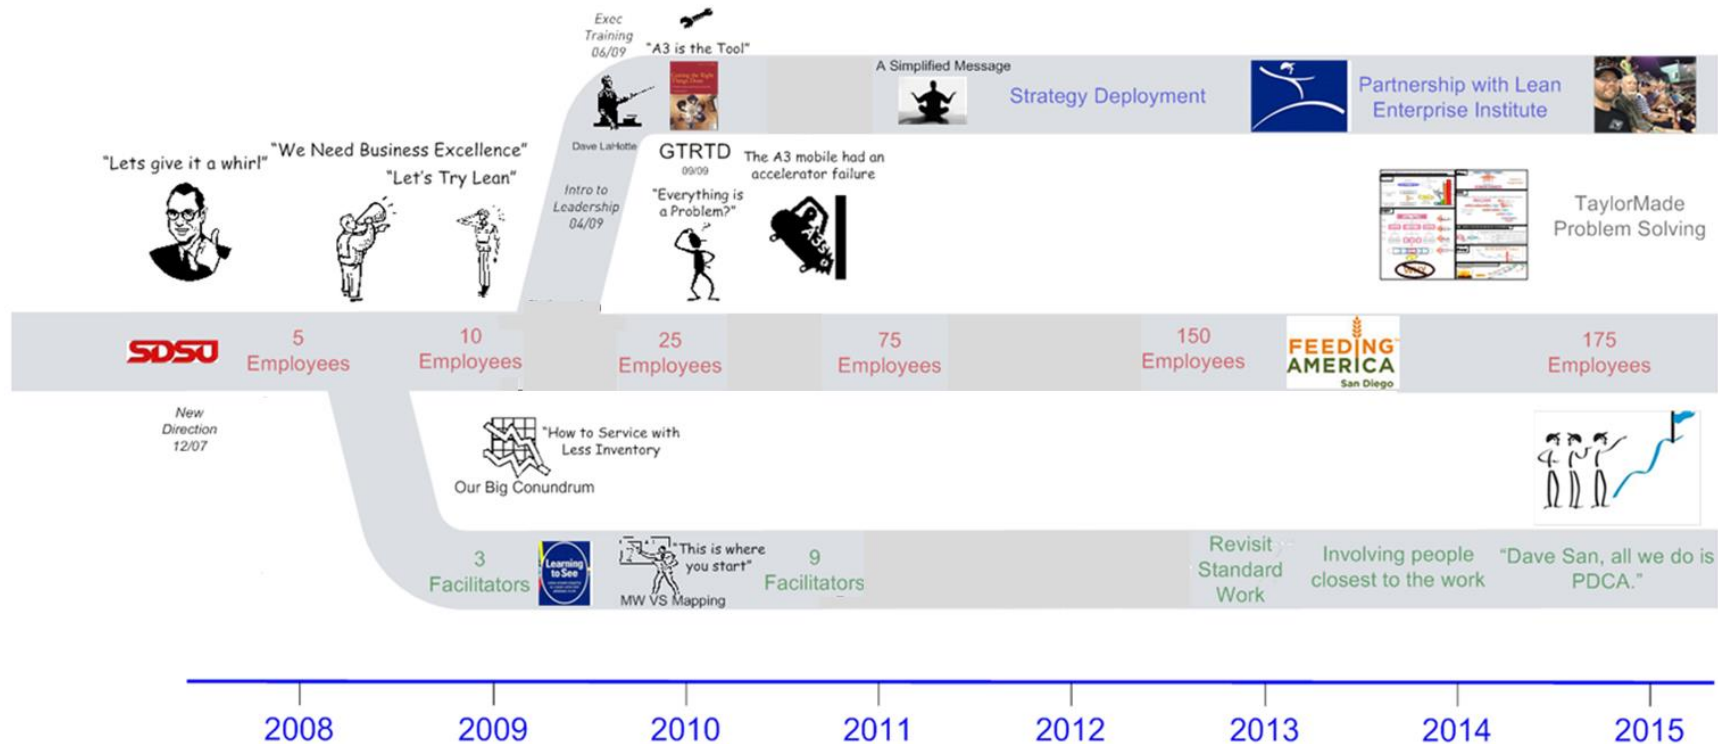 Exec
Training
06/09
"A3 is the Tool"
A Simplified Message
Strategy Deployment
Partnership with Lean
Enterprise Institute
Getting the Right
Things Done
Dave LaHotte
"Lets give it a whirl"
"We Need Business Excellence"
"Let's Try Lean"
Intro to
Leadership
04/09
GTRTD
09/09
"Everything is
a Problem?"
The A3 mobile had an
accelerator failure
A3s
TaylorMade
Problem Solving
SDSU
5
Employees
10
Employees
25
Employees
75
Employees
150
Employees
FEEDING
AMERICA
San Diego
175
Employees
New
Direction
12/07
"How to Service with
Less Inventory
Our Big Conundrum
3
Facilitators
Learning
to See
"This is where
you start"
MW VS Mapping
9
Facilitators
Revisit
Standard
Work
Involving people
closest to the work
"Dave San, all we do is
PDCA."
2008
2009
2010
2011
2012
2013
2014
2015